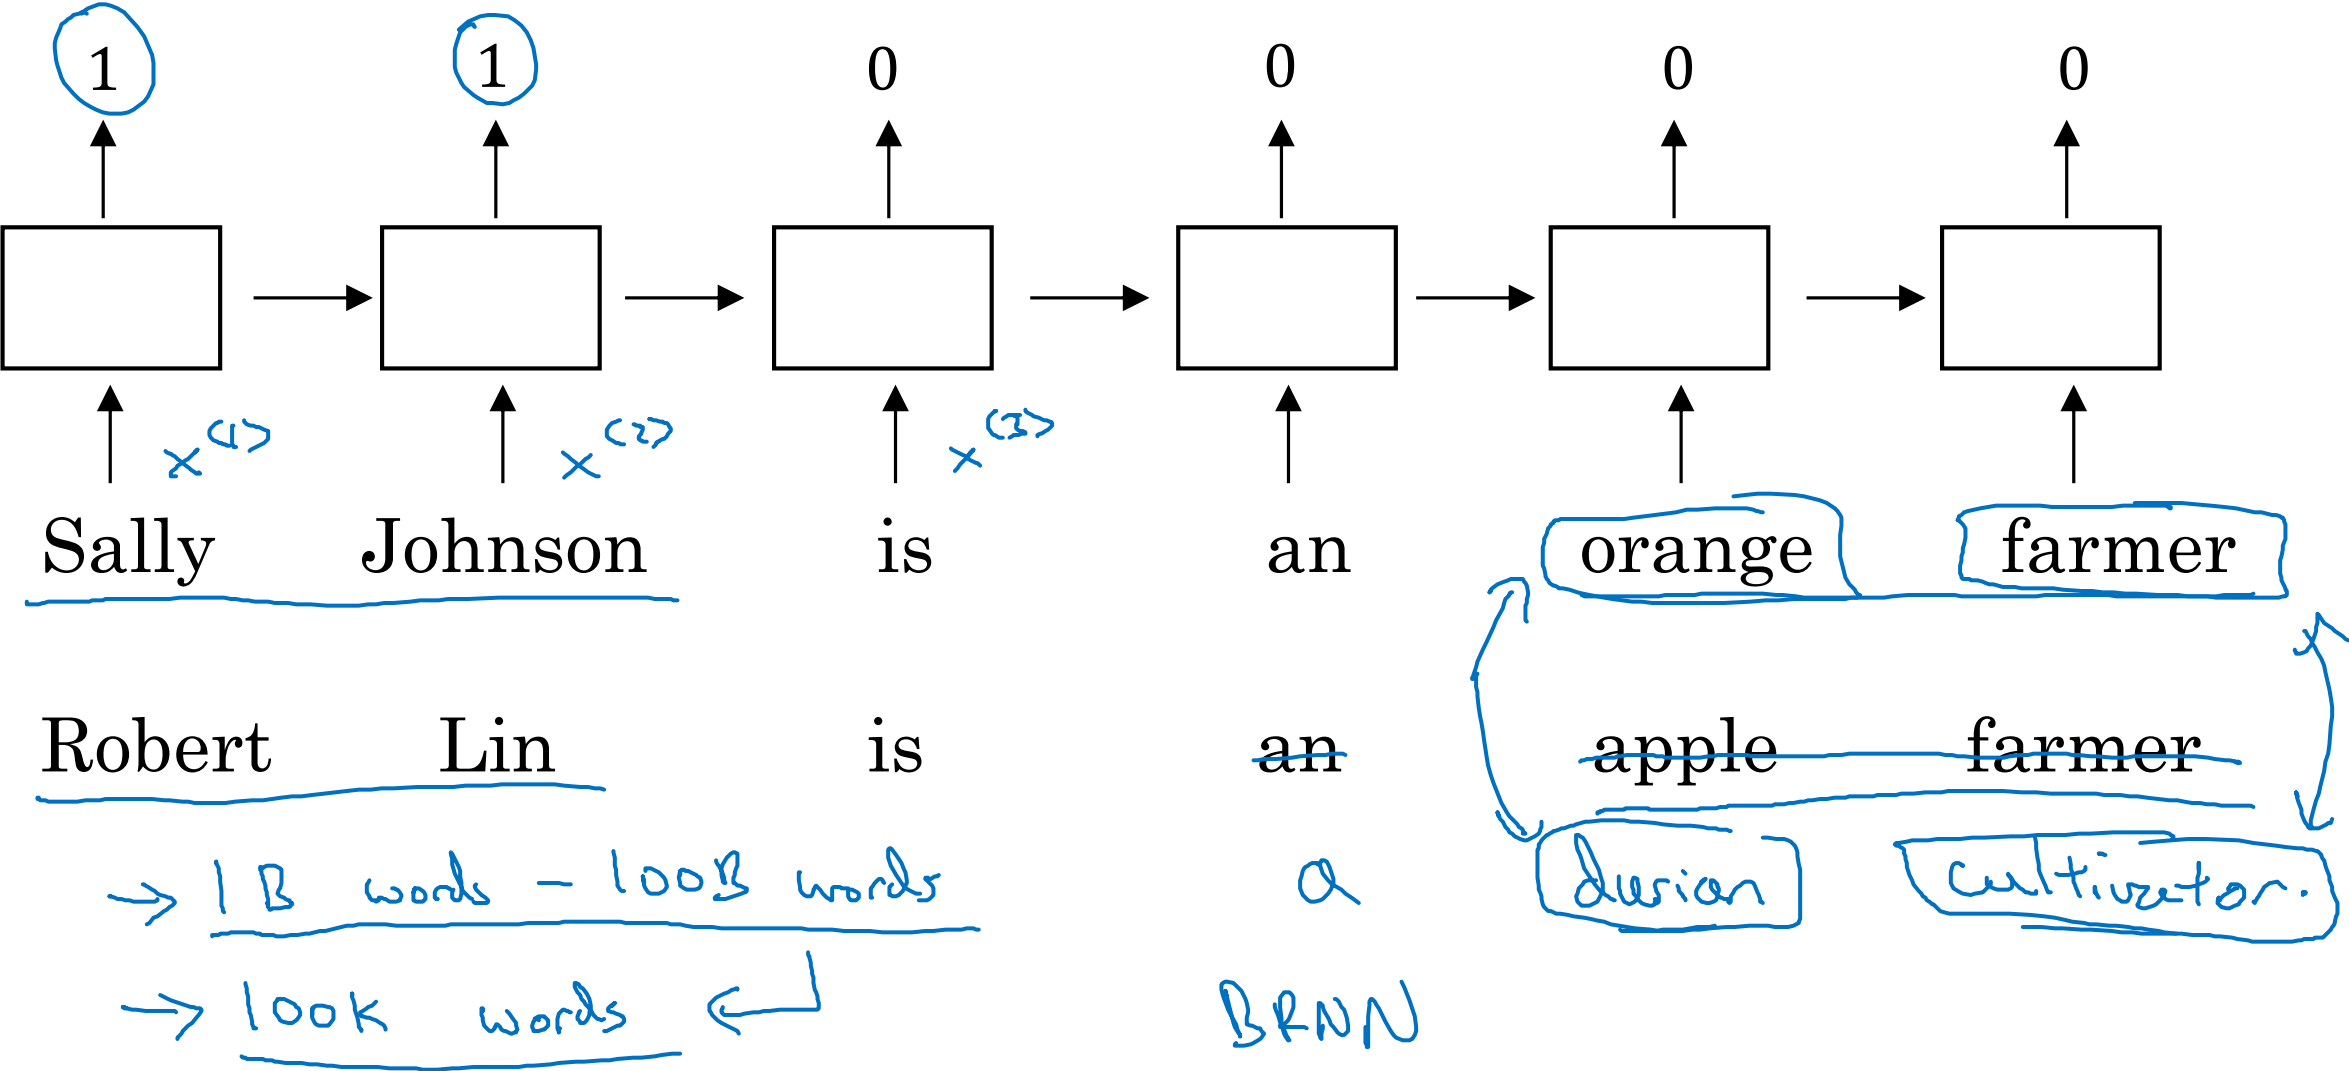 1 1 0 0 0 0
x<1> x<2> x<3>
Sally Johnson is an orange farmer
Robert Lin is an apple farmer
→ 1B words - 100B words a durian cultivator.
→ 100k words BRNN